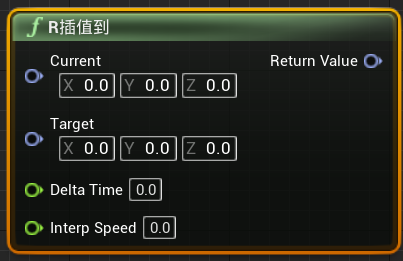 R插值到
Current
Return Value
X 0.0 Y 0.0 Z 0.0
Target
X 0.0 Y 0.0 Z 0.0
Delta Time 0.0
Interp Speed 0.0